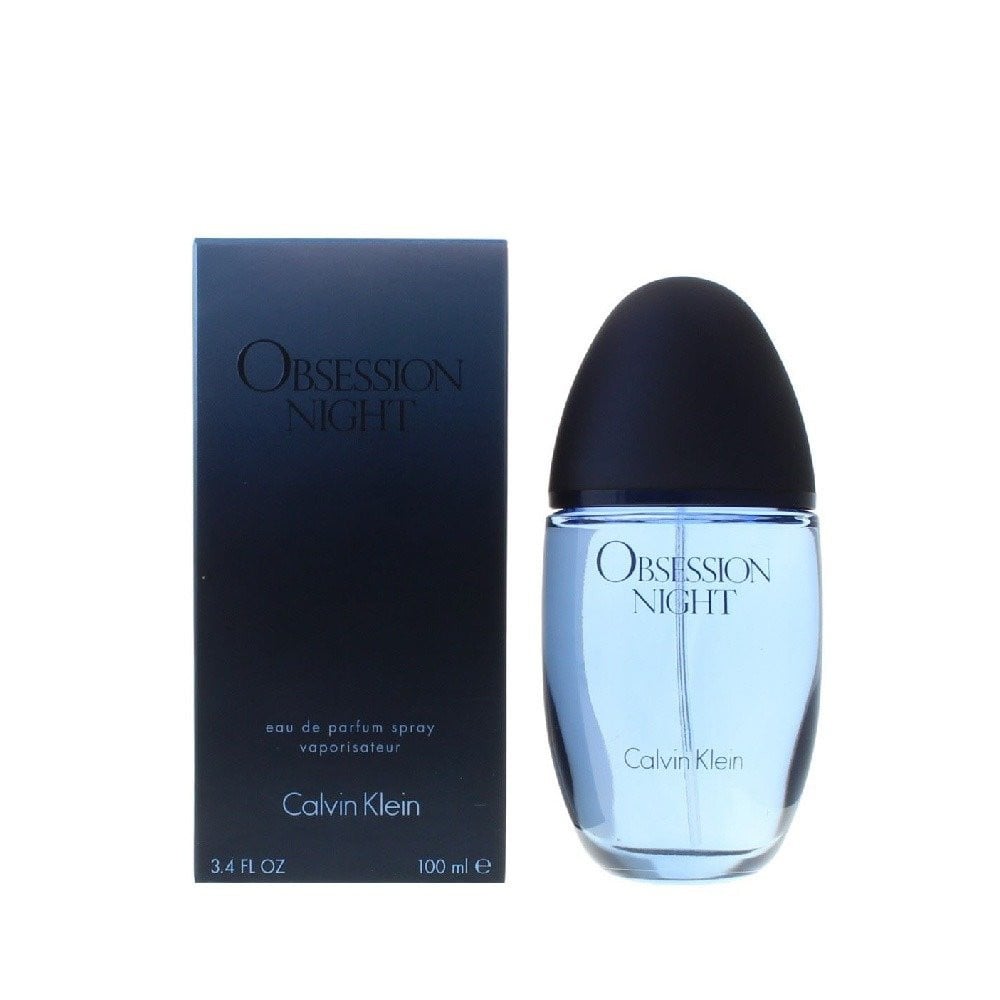 OBSESSION
NIGHT
eau de parfum spray
vaporisateur
Calvin Klein
3.4 FL OZ 100 ml ℮
OBSESSION
NIGHT
Calvin Klein